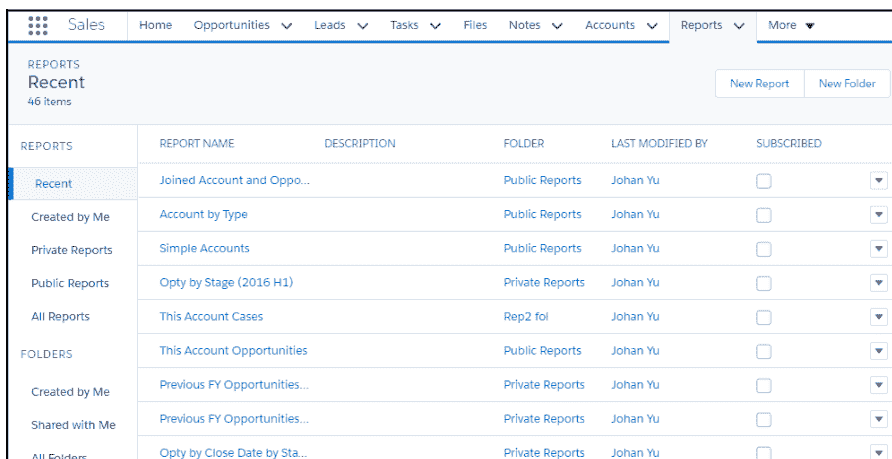 Sales Home Opportunities Leads Tasks Files Notes Accounts Reports More
REPORTS
Recent
46 items
New Report New Folder
REPORTS REPORT NAME DESCRIPTION FOLDER LAST MODIFIED BY SUBSCRIBED
Recent Joined Account and Oppo... Public Reports Johan Yu
Created by Me Account by Type Public Reports Johan Yu
Private Reports Simple Accounts Public Reports Johan Yu
Public Reports Opty by Stage (2016 H1) Private Reports Johan Yu
All Reports This Account Cases Rep2 fol Johan Yu
FOLDERS This Account Opportunities Public Reports Johan Yu
Created by Me Previous FY Opportunities... Private Reports Johan Yu
Shared with Me Previous FY Opportunities... Private Reports Johan Yu
All Folders Opty by Close Date by Sta... Private Reports Johan Yu